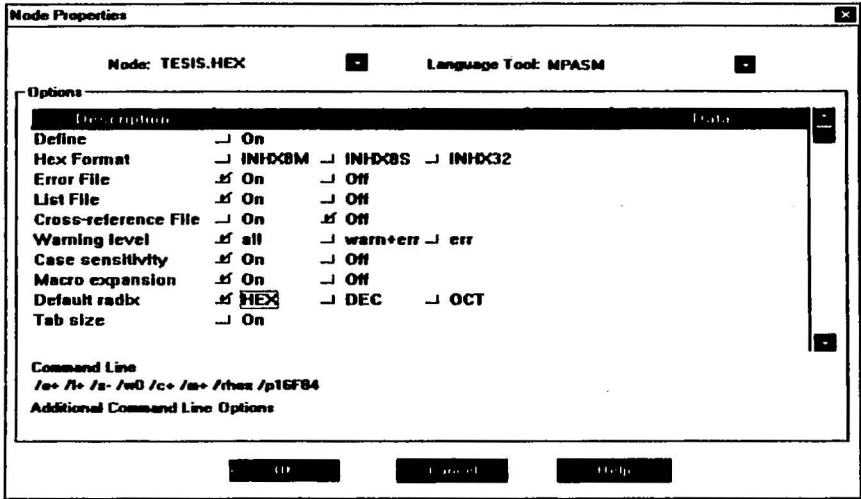 Node Properties
Node: TESIS.HEX Language Tool: MPASM
Options
Description Data
Define On
Hex Format INHX8M INHX8S INHX32
Error File On Off
List File On Off
Cross-reference File On Off
Warning level all warn+err err
Case sensitivity On Off
Macro expansion On Off
Default radix HEX DEC OCT
Tab size On
Command Line
/e+ /l+ /x- /w0 /c+ /m+ /rhex /p16F84
Additional Command Line Options
OK Cancel Help